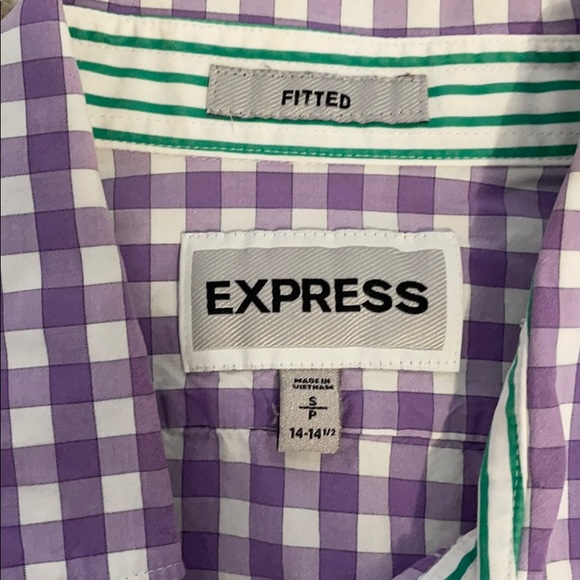 FITTED
EXPRESS
MADE IN
VIETNAM
S
P
14-14 1/2